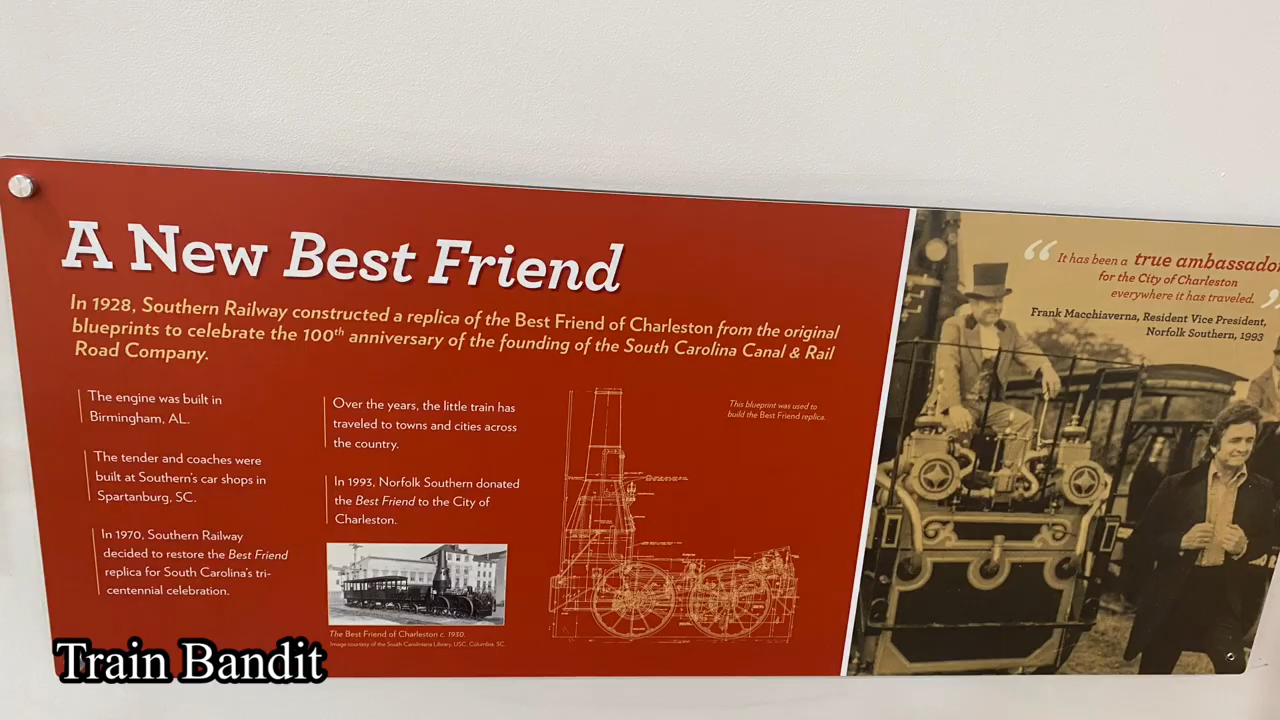 A New Best Friend
In 1928, Southern Railway constructed a replica of the Best Friend of Charleston from the original
blueprints to celebrate the 100th anniversary of the founding of the South Carolina Canal & Rail
Road Company.
The engine was built in
Birmingham, AL.
The tender and coaches were
built at Southern's car shops in
Spartanburg, SC.
In 1970, Southern Railway
decided to restore the Best Friend
replica for South Carolina's tri-
centennial celebration.
Over the years, the little train has
traveled to towns and cities across
the country.
In 1993, Norfolk Southern donated
the Best Friend to the City of
Charleston.
The Best Friend of Charleston c. 1930.
Image courtesy of the South Caroliniana Library, USC, Columbia, SC.
This blueprint was used to
build the Best Friend replica.
“It has been a true ambassador
for the City of Charleston
everywhere it has traveled.”
Frank Macchiaverna, Resident Vice President,
Norfolk Southern, 1993
Train Bandit